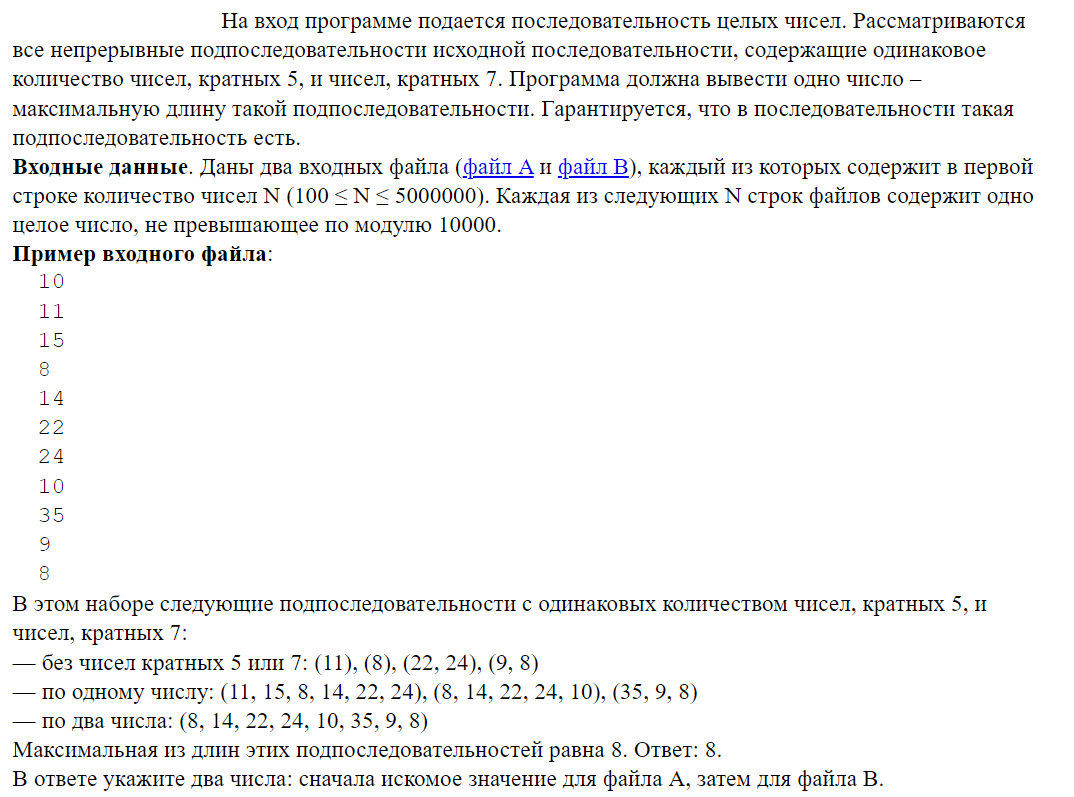 На вход программе подается последовательность целых чисел. Рассматриваются
все непрерывные подпоследовательности исходной последовательности, содержащие одинаковое
количество чисел, кратных 5, и чисел, кратных 7. Программа должна вывести одно число –
максимальную длину такой подпоследовательности. Гарантируется, что в последовательности такая
подпоследовательность есть.
Входные данные. Даны два входных файла (файл A и файл B), каждый из которых содержит в первой
строке количество чисел N (100 ≤ N ≤ 5000000). Каждая из следующих N строк файлов содержит одно
целое число, не превышающее по модулю 10000.
Пример входного файла:
10
11
15
8
14
22
24
10
35
9
8
В этом наборе следующие подпоследовательности с одинаковых количеством чисел, кратных 5, и
чисел, кратных 7:
— без чисел кратных 5 или 7: (11), (8), (22, 24), (9, 8)
— по одному числу: (11, 15, 8, 14, 22, 24), (8, 14, 22, 24, 10), (35, 9, 8)
— по два числа: (8, 14, 22, 24, 10, 35, 9, 8)
Максимальная из длин этих подпоследовательностей равна 8. Ответ: 8.
В ответе укажите два числа: сначала искомое значение для файла А, затем для файла B.